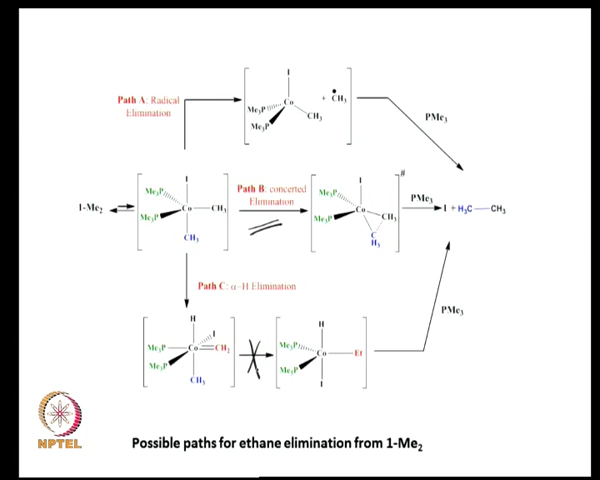 I
Path A: Radical
Elimination
Me₃P
Co
+ ĊH₃
CH₃
Me₃P
PMe₃
I
Me₃P
1-Me₂
Co
CH₃
Me₃P
CH₃
Path B: concerted
Elimination
I
Me₃P
Co
CH₃
Me₃P
C
H₃
#
PMe₃
1 + H₃C
CH₃
Path C: α-H Elimination
H
I
Me₃P
Co
CH₂
Me₃P
CH₃
H
Me₃P
Co
Et
Me₃P
I
PMe₃
NPTEL
Possible paths for ethane elimination from 1-Me₂